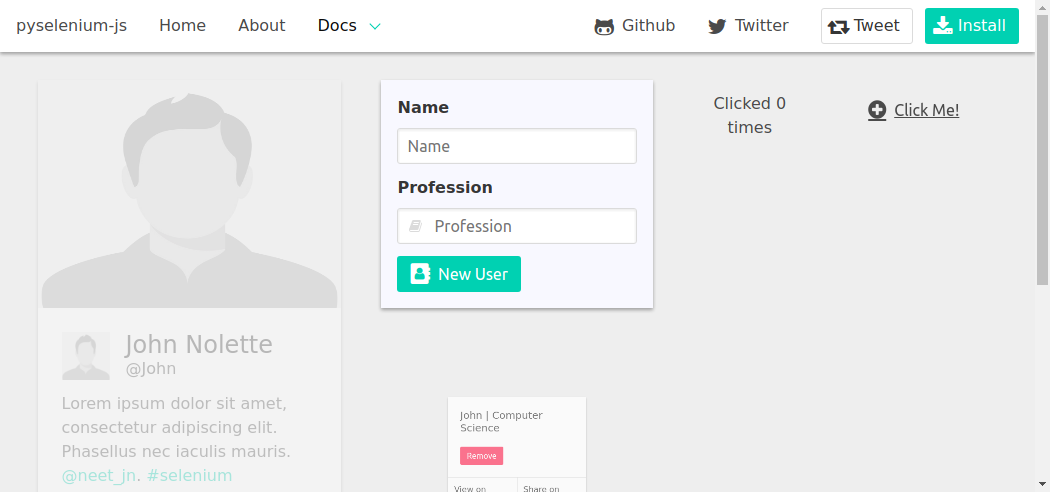 pyselenium-js Home About Docs Github Twitter Tweet Install
Name
Name
Profession
Profession
New User
Clicked 0
times
Click Me!
John Nolette
@John
Lorem ipsum dolor sit amet,
consectetur adipiscing elit.
Phasellus nec iaculis mauris.
@neet_jn. #selenium
John | Computer
Science
Remove
View on
Share on